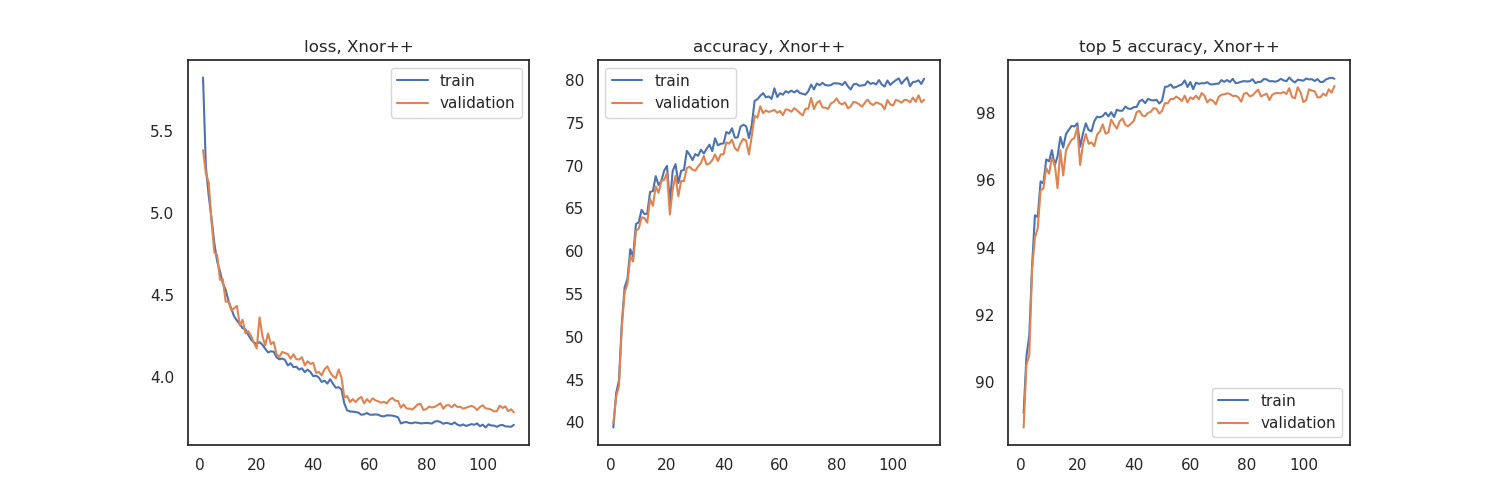 loss, Xnor++
train
validation
5.5
5.0
4.5
4.0
0 20 40 60 80 100
accuracy, Xnor++
train
validation
80
75
70
65
60
55
50
45
40
0 20 40 60 80 100
top 5 accuracy, Xnor++
98
96
94
92
90
train
validation
0 20 40 60 80 100